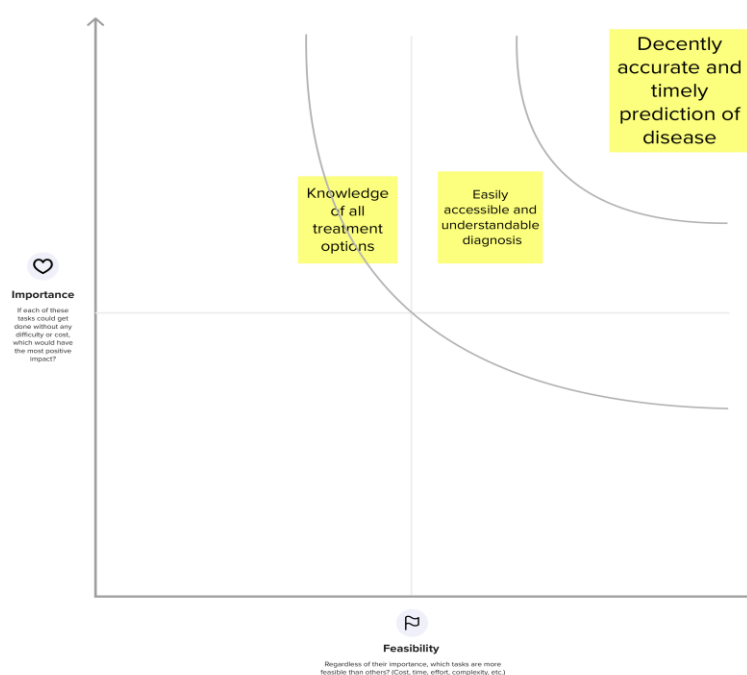 Decently
accurate and
timely
prediction of
disease
Knowledge
of all
treatment
options
Easily
accessible and
understandable
diagnosis
Importance
If each of these
tasks could get
done without any
difficulty or cost,
which would have
the most positive
impact?
Feasibility
Regardless of their importance, which tasks are more
feasible than others? (Cost, time, effort, complexity, etc.)